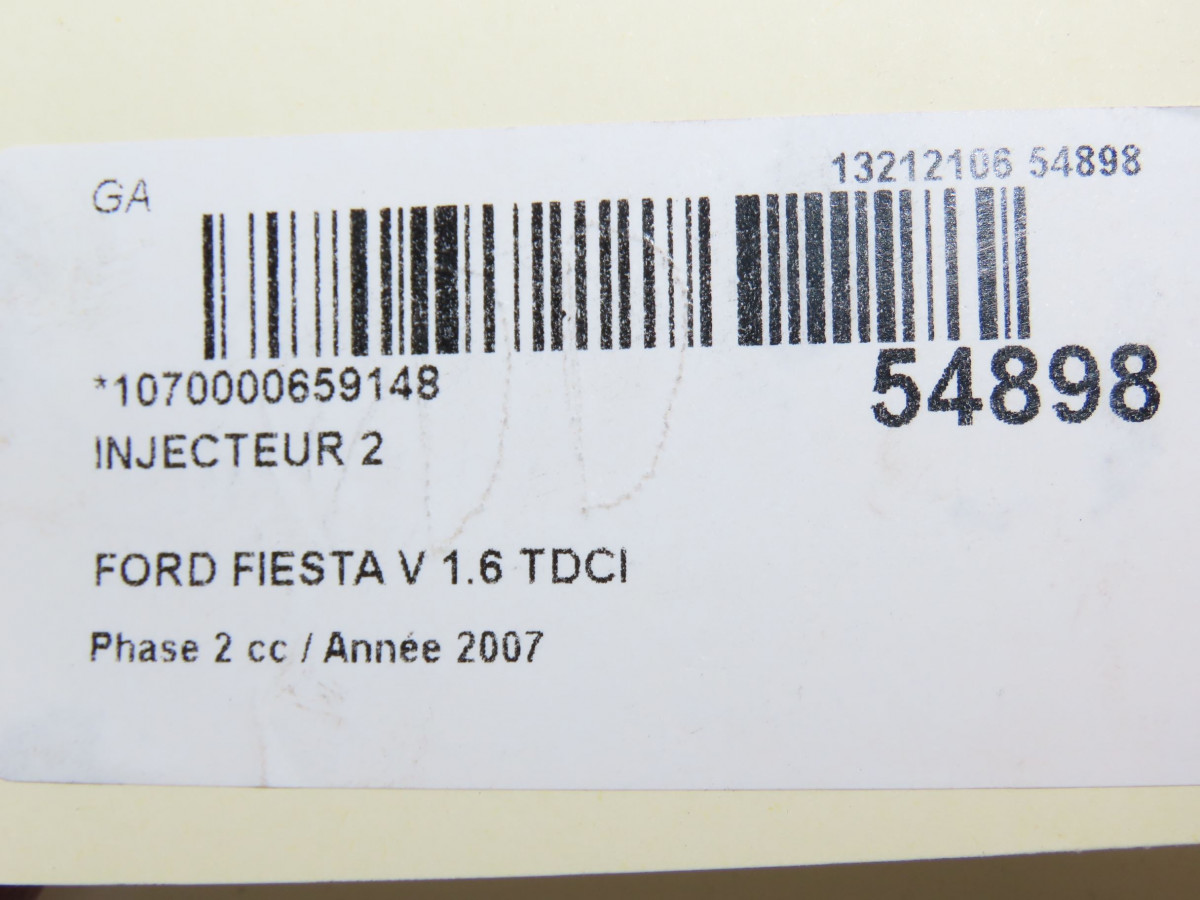 GA
13212106 54898
*1070000659148
54898
INJECTEUR 2
FORD FIESTA V 1.6 TDCI
Phase 2 cc / Année 2007